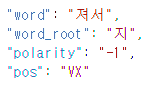 "word": "져서",
"word_root": "지",
"polarity": "-1",
"pos": "VX"